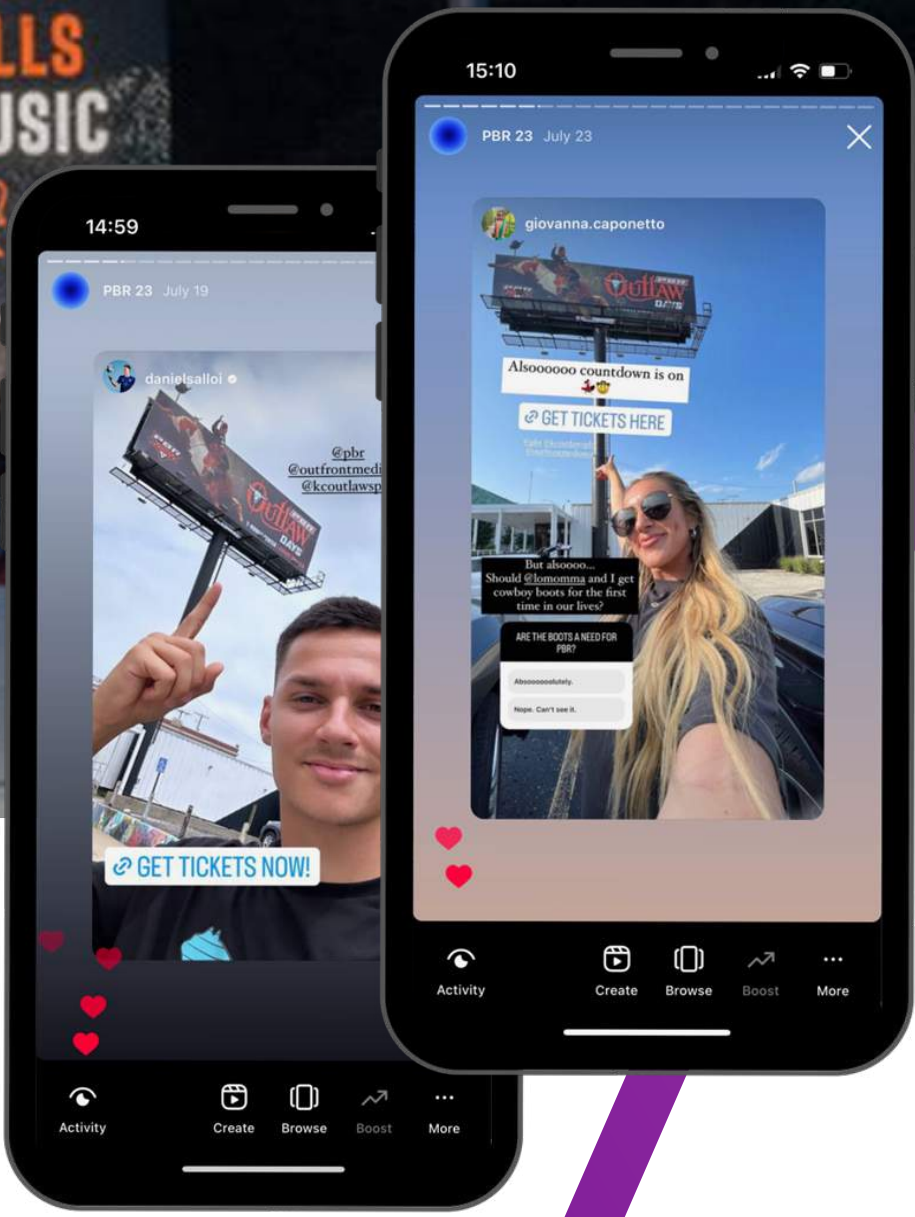 LLS
USIC
14:59
PBR 23 July 19
danielsalloi
@pbr
@outfrontmedi
@kcoutlawsp
OUTLAW
DAYS
GET TICKETS NOW!
Activity
Create
Browse
Boost
More
15:10
PBR 23 July 23
giovanna.caponetto
OUTLAW
DAYS
Alsoooooo countdown is on
GET TICKETS HERE
But alsoooo...
Should @lomomma and I get
cowboy boots for the first
time in our lives?
ARE THE BOOTS A NEED FOR
PBR?
Absooooooolutely.
Nope. Can't see it.
Activity
Create
Browse
Boost
More